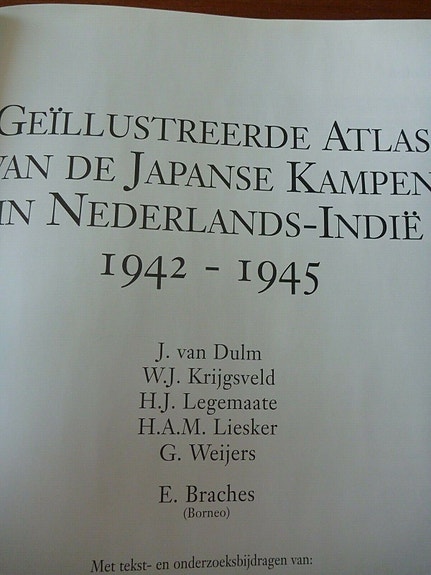 GEÏLLUSTREERDE ATLAS
VAN DE JAPANSE KAMPEN
IN NEDERLANDS-INDIË
1942 - 1945
J. van Dulm
W.J. Krijgsveld
H.J. Legemaate
H.A.M. Liesker
G. Weijers
E. Braches
(Borneo)
Met tekst- en onderzoeksbijdragen van: